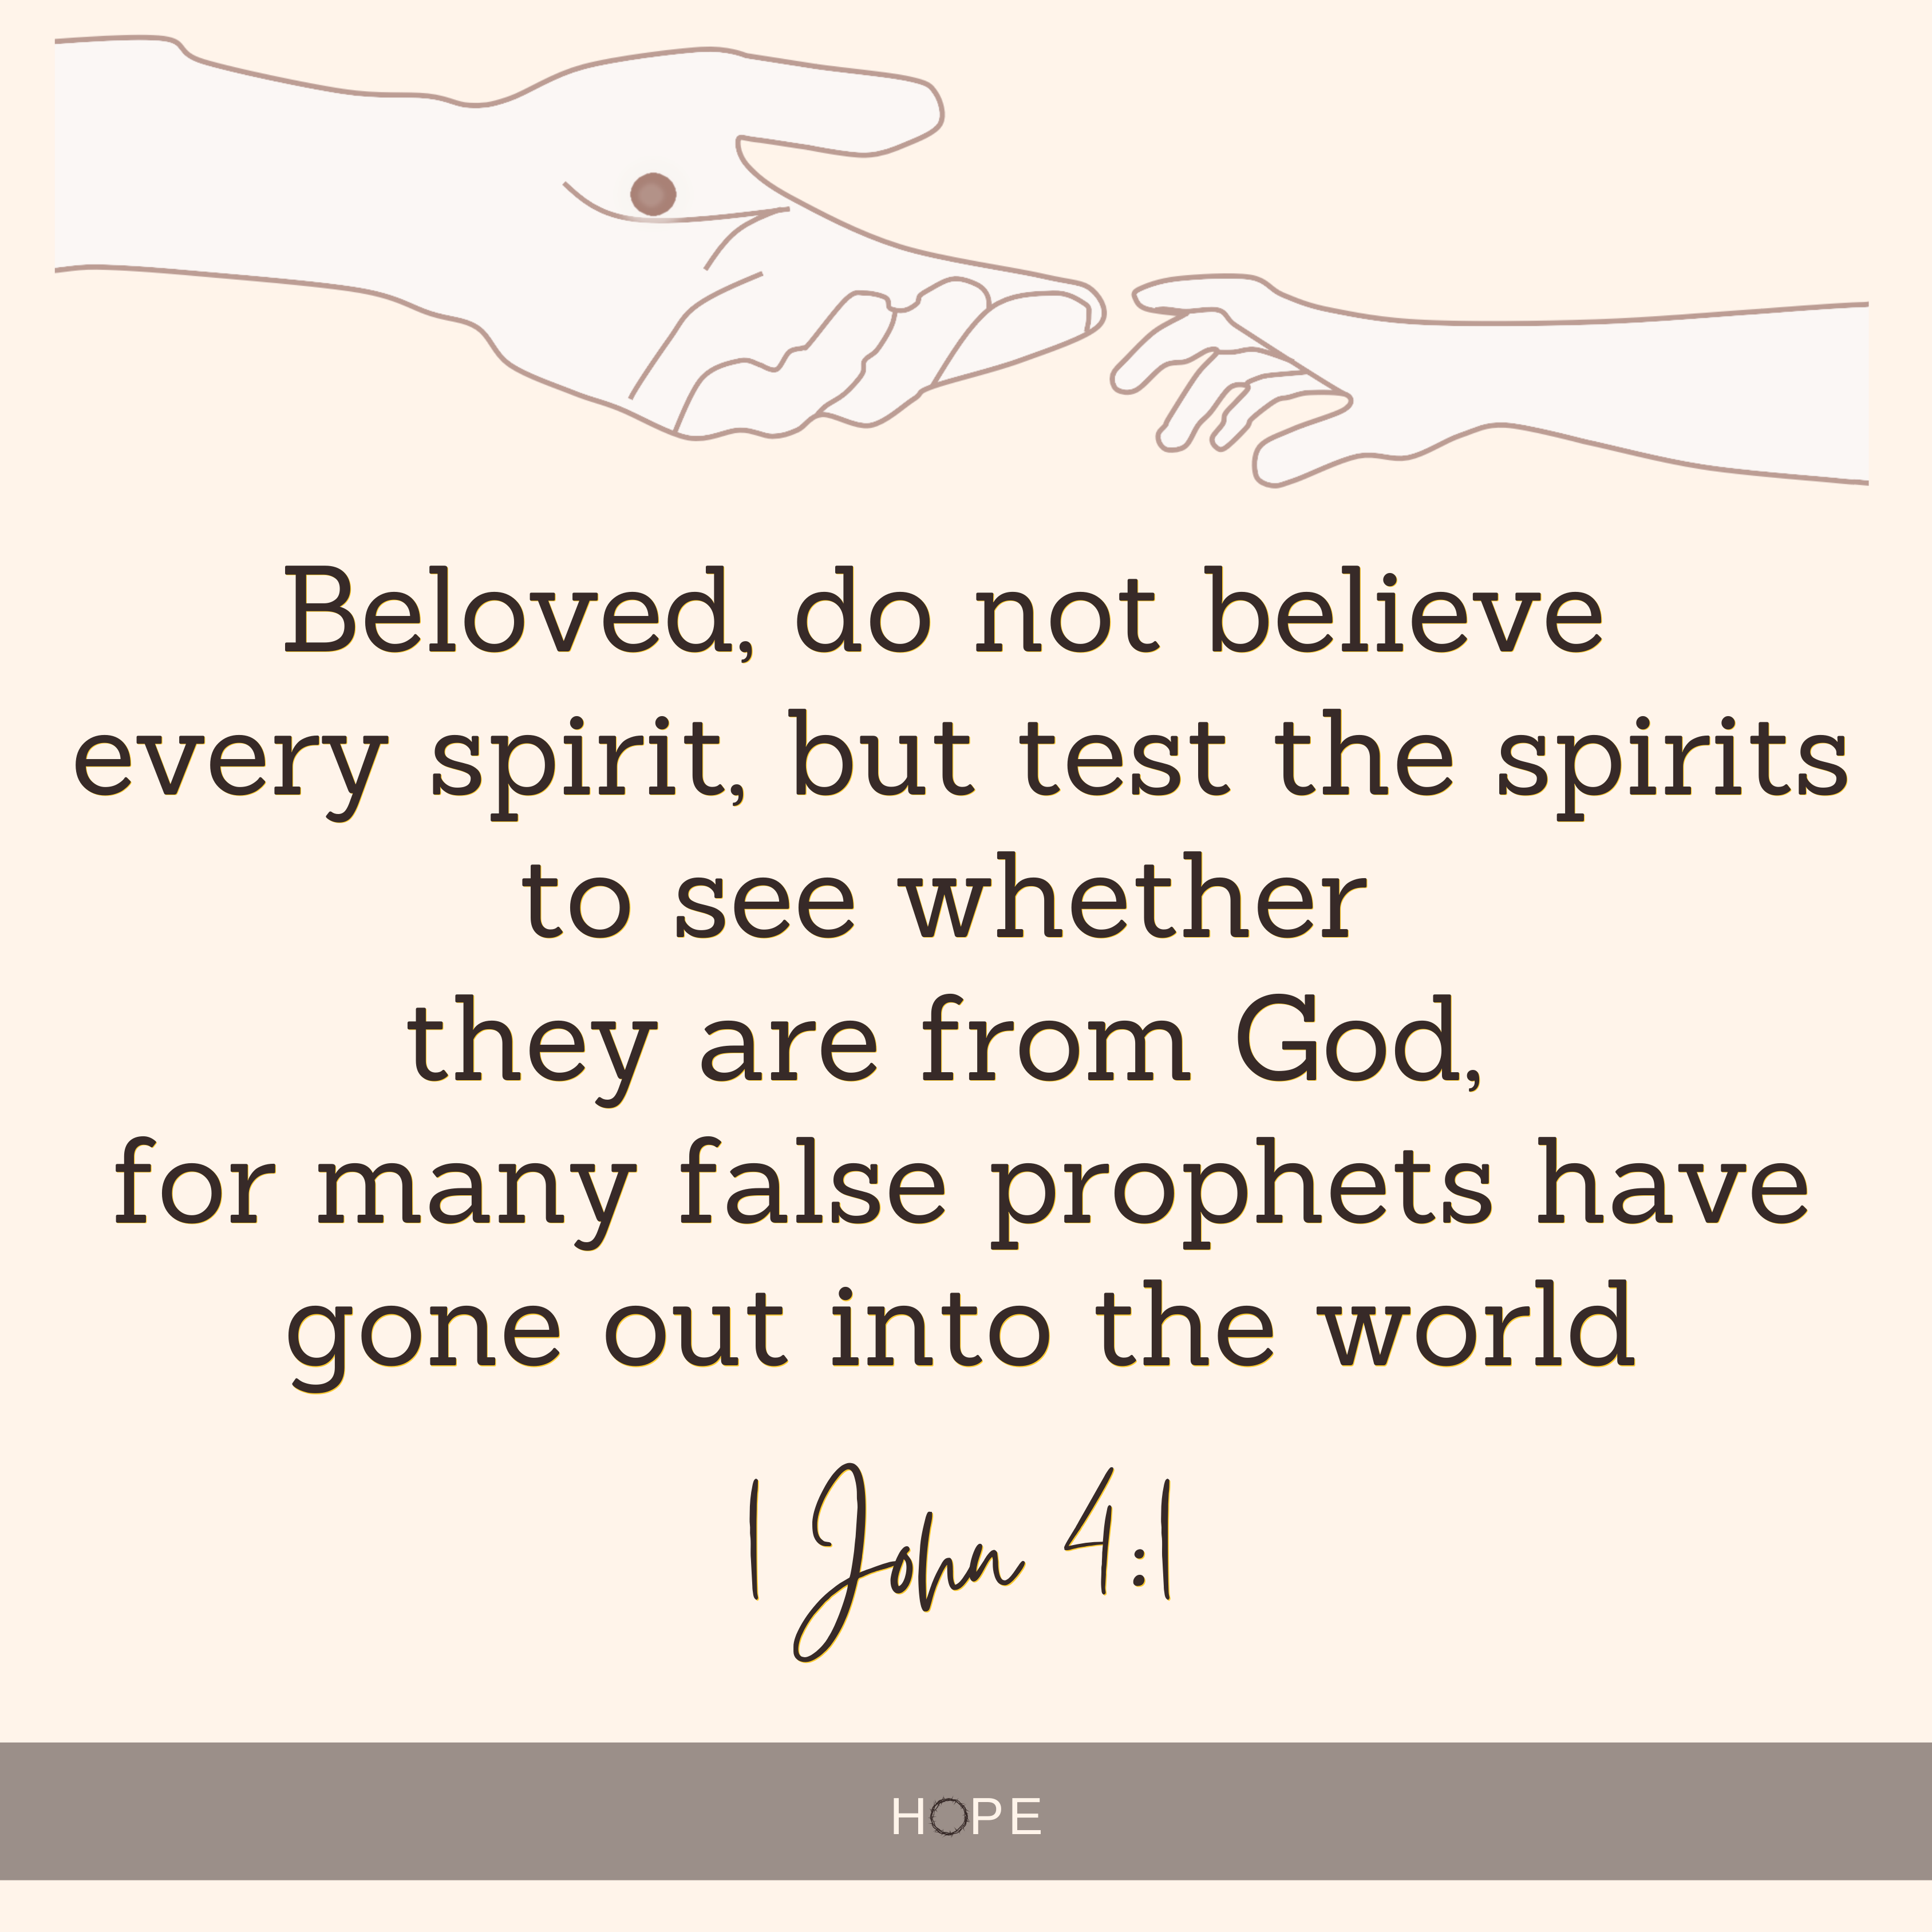 Beloved, do not believe
every spirit, but test the spirits
to see whether
they are from God,
for many false prophets have
gone out into the world
1 John 4:1
HOPE